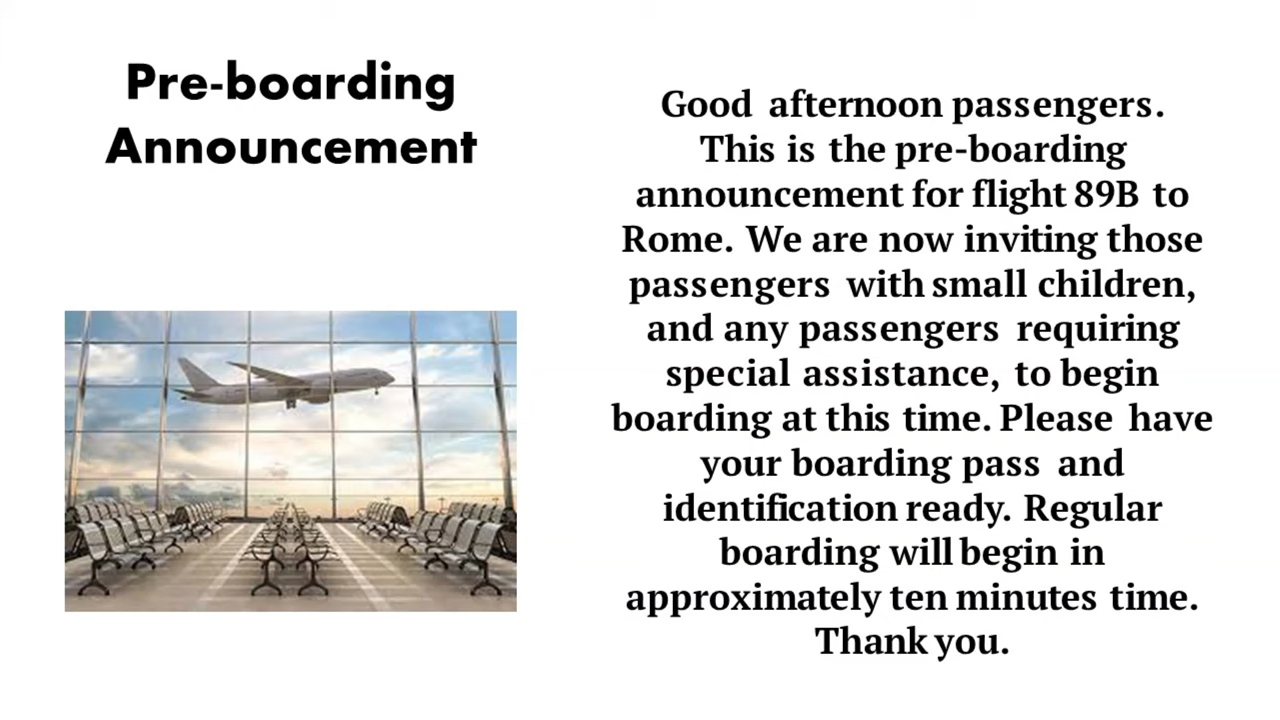 Pre-boarding
Announcement
Good afternoon passengers.
This is the pre-boarding
announcement for flight 89B to
Rome. We are now inviting those
passengers with small children,
and any passengers requiring
special assistance, to begin
boarding at this time. Please have
your boarding pass and
identification ready. Regular
boarding will begin in
approximately ten minutes time.
Thank you.